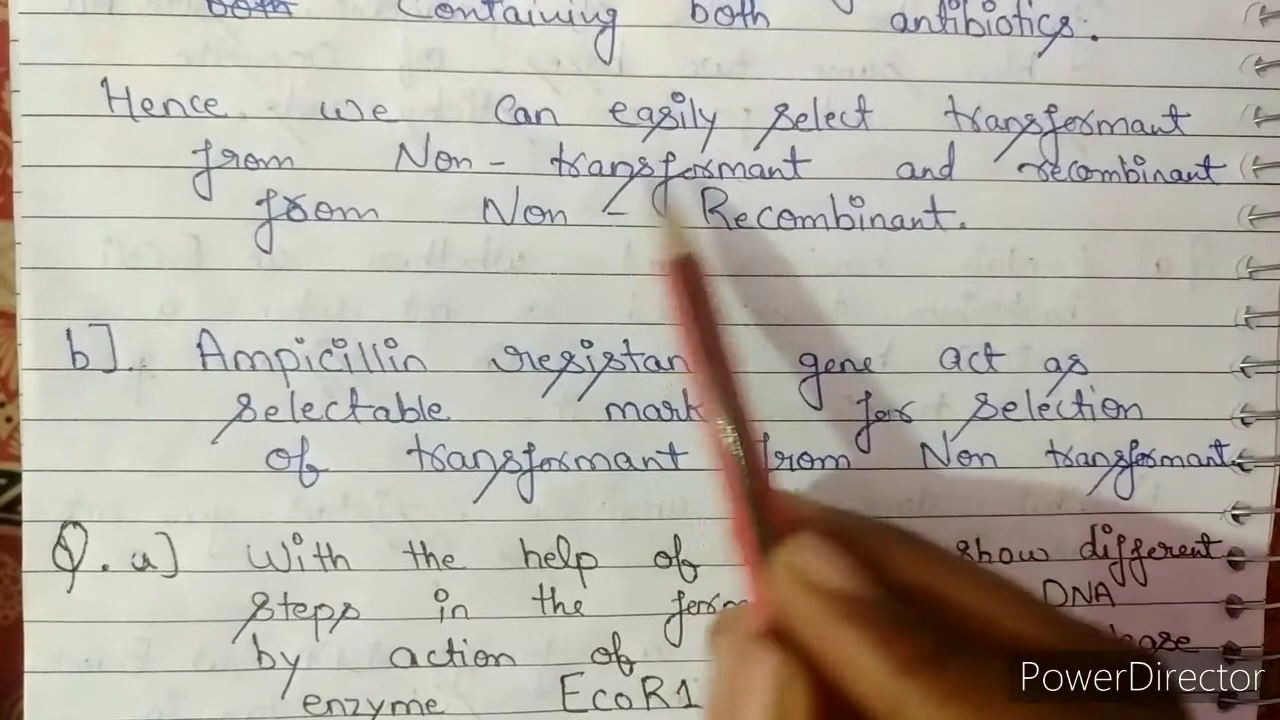 both containing both antibiotics.
Hence we can easily select transformant
from Non - transformant and recombinant
from Non - Recombinant.
b]. Ampicillin resistan gene act as
selectable mark for selection
of transformant from Non transformant.
Q. a] With the help of show different
steps in the form DNA
by action of
enzyme EcoR1
PowerDirector